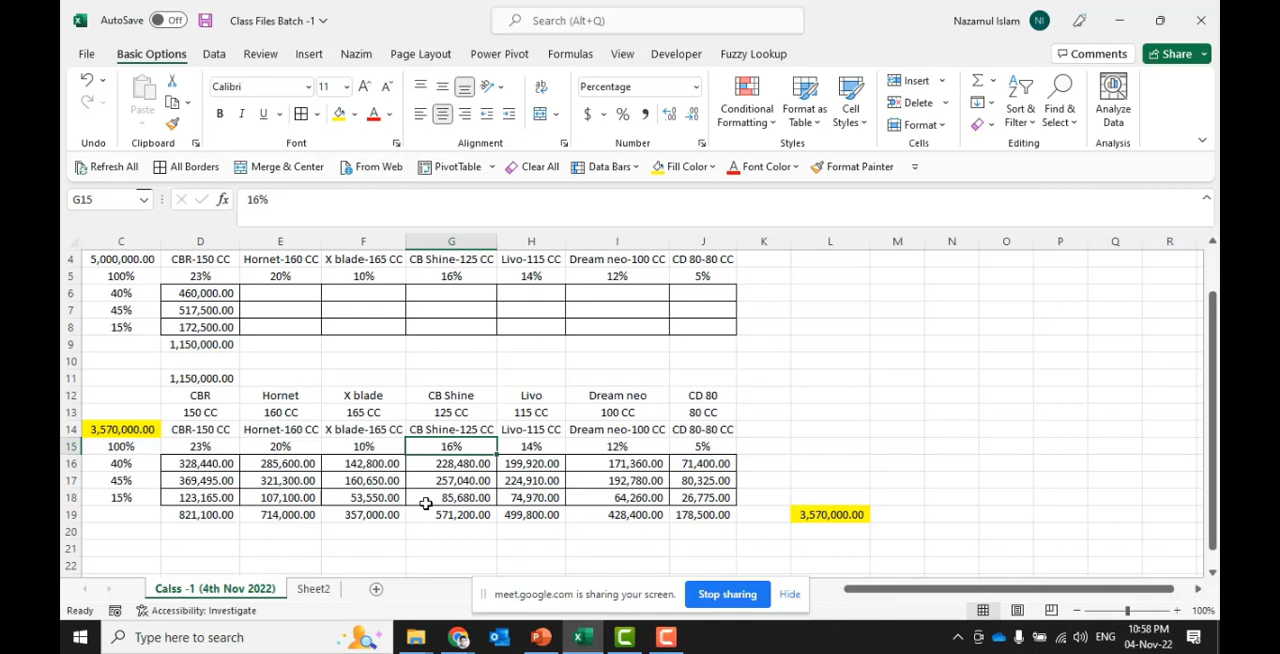 AutoSave Off Class Files Batch -1 Search (Alt+Q) Nazamul Islam NI
File Basic Options Data Review Insert Nazim Page Layout Power Pivot Formulas View Developer Fuzzy Lookup Comments Share
Paste Calibri 11 Percentage Conditional Formatting Format as Table Cell Styles Insert Delete Format Sort & Filter Find & Select Analyze Data
Undo Clipboard Font Alignment Number Styles Cells Editing Analysis
Refresh All All Borders Merge & Center From Web PivotTable Clear All Data Bars Fill Color Font Color Format Painter
G15 fx 16%
C D E F G H I J K L M N O P Q R
4 5,000,000.00 CBR-150 CC Hornet-160 CC X blade-165 CC CB Shine-125 CC Livo-115 CC Dream neo-100 CC CD 80-80 CC
5 100% 23% 20% 10% 16% 14% 12% 5%
6 40% 460,000.00
7 45% 517,500.00
8 15% 172,500.00
9 1,150,000.00
10
11 1,150,000.00
12 CBR Hornet X blade CB Shine Livo Dream neo CD 80
13 150 CC 160 CC 165 CC 125 CC 115 CC 100 CC 80 CC
14 3,570,000.00 CBR-150 CC Hornet-160 CC X blade-165 CC CB Shine-125 CC Livo-115 CC Dream neo-100 CC CD 80-80 CC
15 100% 23% 20% 10% 16% 14% 12% 5%
16 40% 328,440.00 285,600.00 142,800.00 228,480.00 199,920.00 171,360.00 71,400.00
17 45% 369,495.00 321,300.00 160,650.00 257,040.00 224,910.00 192,780.00 80,325.00
18 15% 123,165.00 107,100.00 53,550.00 85,680.00 74,970.00 64,260.00 26,775.00
19 821,100.00 714,000.00 357,000.00 571,200.00 499,800.00 428,400.00 178,500.00 3,570,000.00
20
21
22
Calss -1 (4th Nov 2022) Sheet2 meet.google.com is sharing your screen. Stop sharing Hide
Ready Accessibility: Investigate 100%
Type here to search ENG 10:58 PM
04-Nov-22